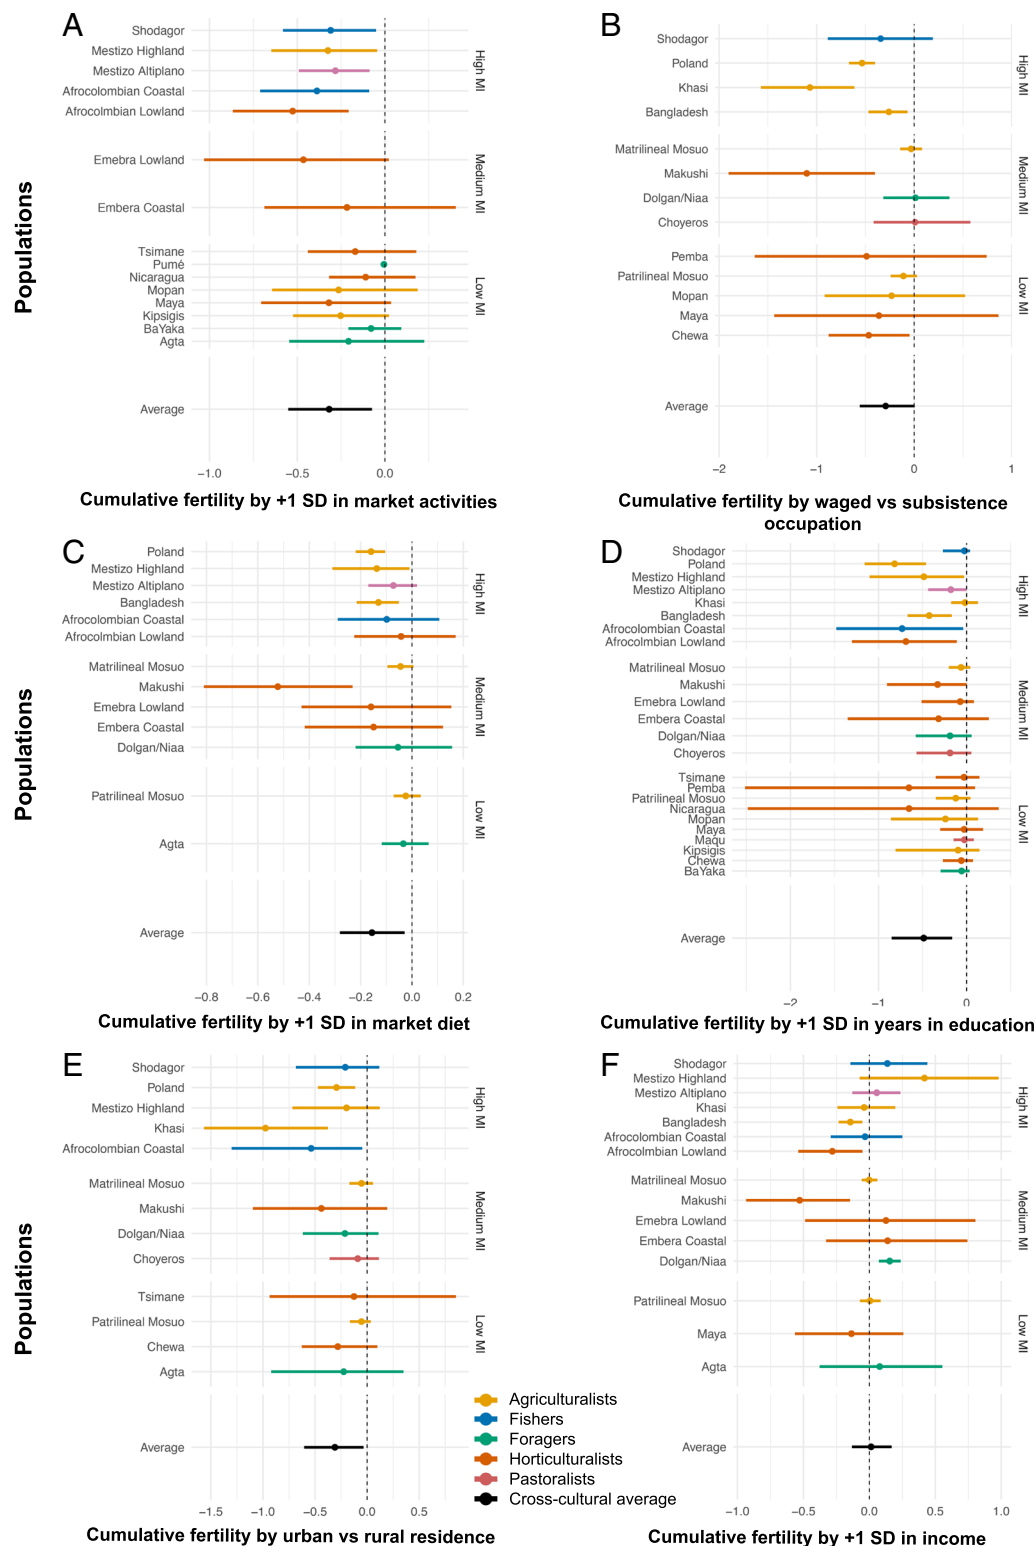 A
Shodagor
Mestizo Highland
Mestizo Altiplano
Afrocolombian Coastal
Afrocolmbian Lowland
High MI
Emebra Lowland
Embera Coastal
Medium MI
Tsimane
Pumé
Nicaragua
Mopan
Maya
Kipsigis
BaYaka
Agta
Low MI
Average
−1.0 −0.5 0.0
Cumulative fertility by +1 SD in market activities
Populations
B
Shodagor
Poland
Khasi
Bangladesh
High MI
Matrilineal Mosuo
Makushi
Dolgan/Niaa
Choyeros
Medium MI
Pemba
Patrilineal Mosuo
Mopan
Maya
Chewa
Low MI
Average
−2 −1 0 1
Cumulative fertility by waged vs subsistence
occupation
C
Poland
Mestizo Highland
Mestizo Altiplano
Bangladesh
Afrocolombian Coastal
Afrocolmbian Lowland
High MI
Matrilineal Mosuo
Makushi
Emebra Lowland
Embera Coastal
Dolgan/Niaa
Medium MI
Patrilineal Mosuo
Agta
Low MI
Average
−0.8 −0.6 −0.4 −0.2 0.0 0.2
Cumulative fertility by +1 SD in market diet
Populations
D
Shodagor
Poland
Mestizo Highland
Mestizo Altiplano
Khasi
Bangladesh
Afrocolombian Coastal
Afrocolmbian Lowland
High MI
Matrilineal Mosuo
Makushi
Emebera Lowland
Embera Coastal
Dolgan/Niaa
Choyeros
Medium MI
Tsimane
Pemba
Patrilineal Mosuo
Nicaragua
Mopan
Maya
Maqu
Kipsigis
Chewa
BaYaka
Low MI
Average
−2 −1 0
Cumulative fertility by +1 SD in years in education
E
Shodagor
Poland
Mestizo Highland
Khasi
Afrocolombian Coastal
High MI
Matrilineal Mosuo
Makushi
Dolgan/Niaa
Choyeros
Medium MI
Tsimane
Patrilineal Mosuo
Chewa
Agta
Low MI
Average
−1.5 −1.0 −0.5 0.0 0.5
Cumulative fertility by urban vs rural residence
Populations
F
Shodagor
Mestizo Highland
Mestizo Altiplano
Khasi
Bangladesh
Afrocolombian Coastal
Afrocolmbian Lowland
High MI
Matrilineal Mosuo
Makushi
Emebra Lowland
Embera Coastal
Dolgan/Niaa
Medium MI
Patrilineal Mosuo
Maya
Agta
Low MI
Average
−1.0 −0.5 0.0 0.5 1.0
Cumulative fertility by +1 SD in income
Agriculturalists
Fishers
Foragers
Horticulturalists
Pastoralists
Cross-cultural average